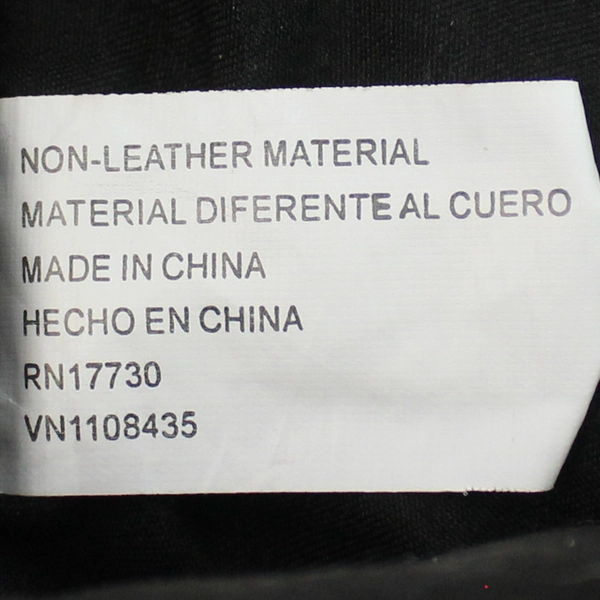 NON-LEATHER MATERIAL
MATERIAL DIFERENTE AL CUERO
MADE IN CHINA
HECHO EN CHINA
RN17730
VN1108435